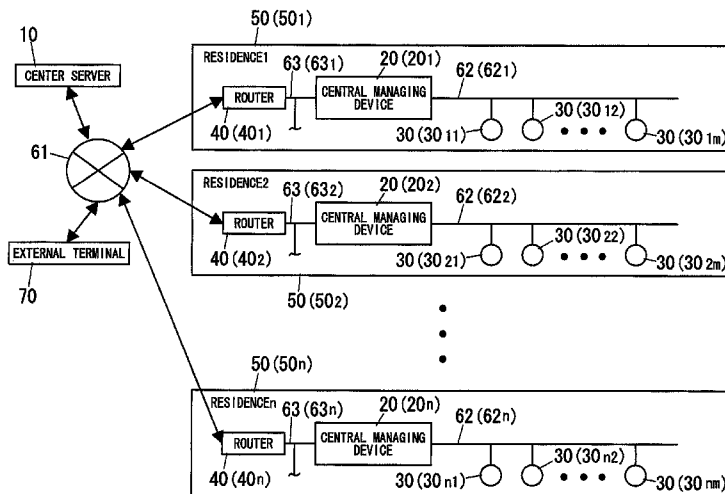 10
CENTER SERVER
61
EXTERNAL TERMINAL
70
50(501)
RESIDENCE1
63(631)
20(201)
62(621)
ROUTER
CENTRAL MANAGING
DEVICE
40(401)
30(3011)
30(3012)
30(301m)
RESIDENCE2
63(632)
20(202)
62(622)
ROUTER
CENTRAL MANAGING
DEVICE
40(402)
30(3021)
30(3022)
30(302m)
50(502)
50(50n)
RESIDENCEn
63(63n)
20(20n)
62(62n)
ROUTER
CENTRAL MANAGING
DEVICE
40(40n)
30(30n1)
30(30n2)
30(30nm)